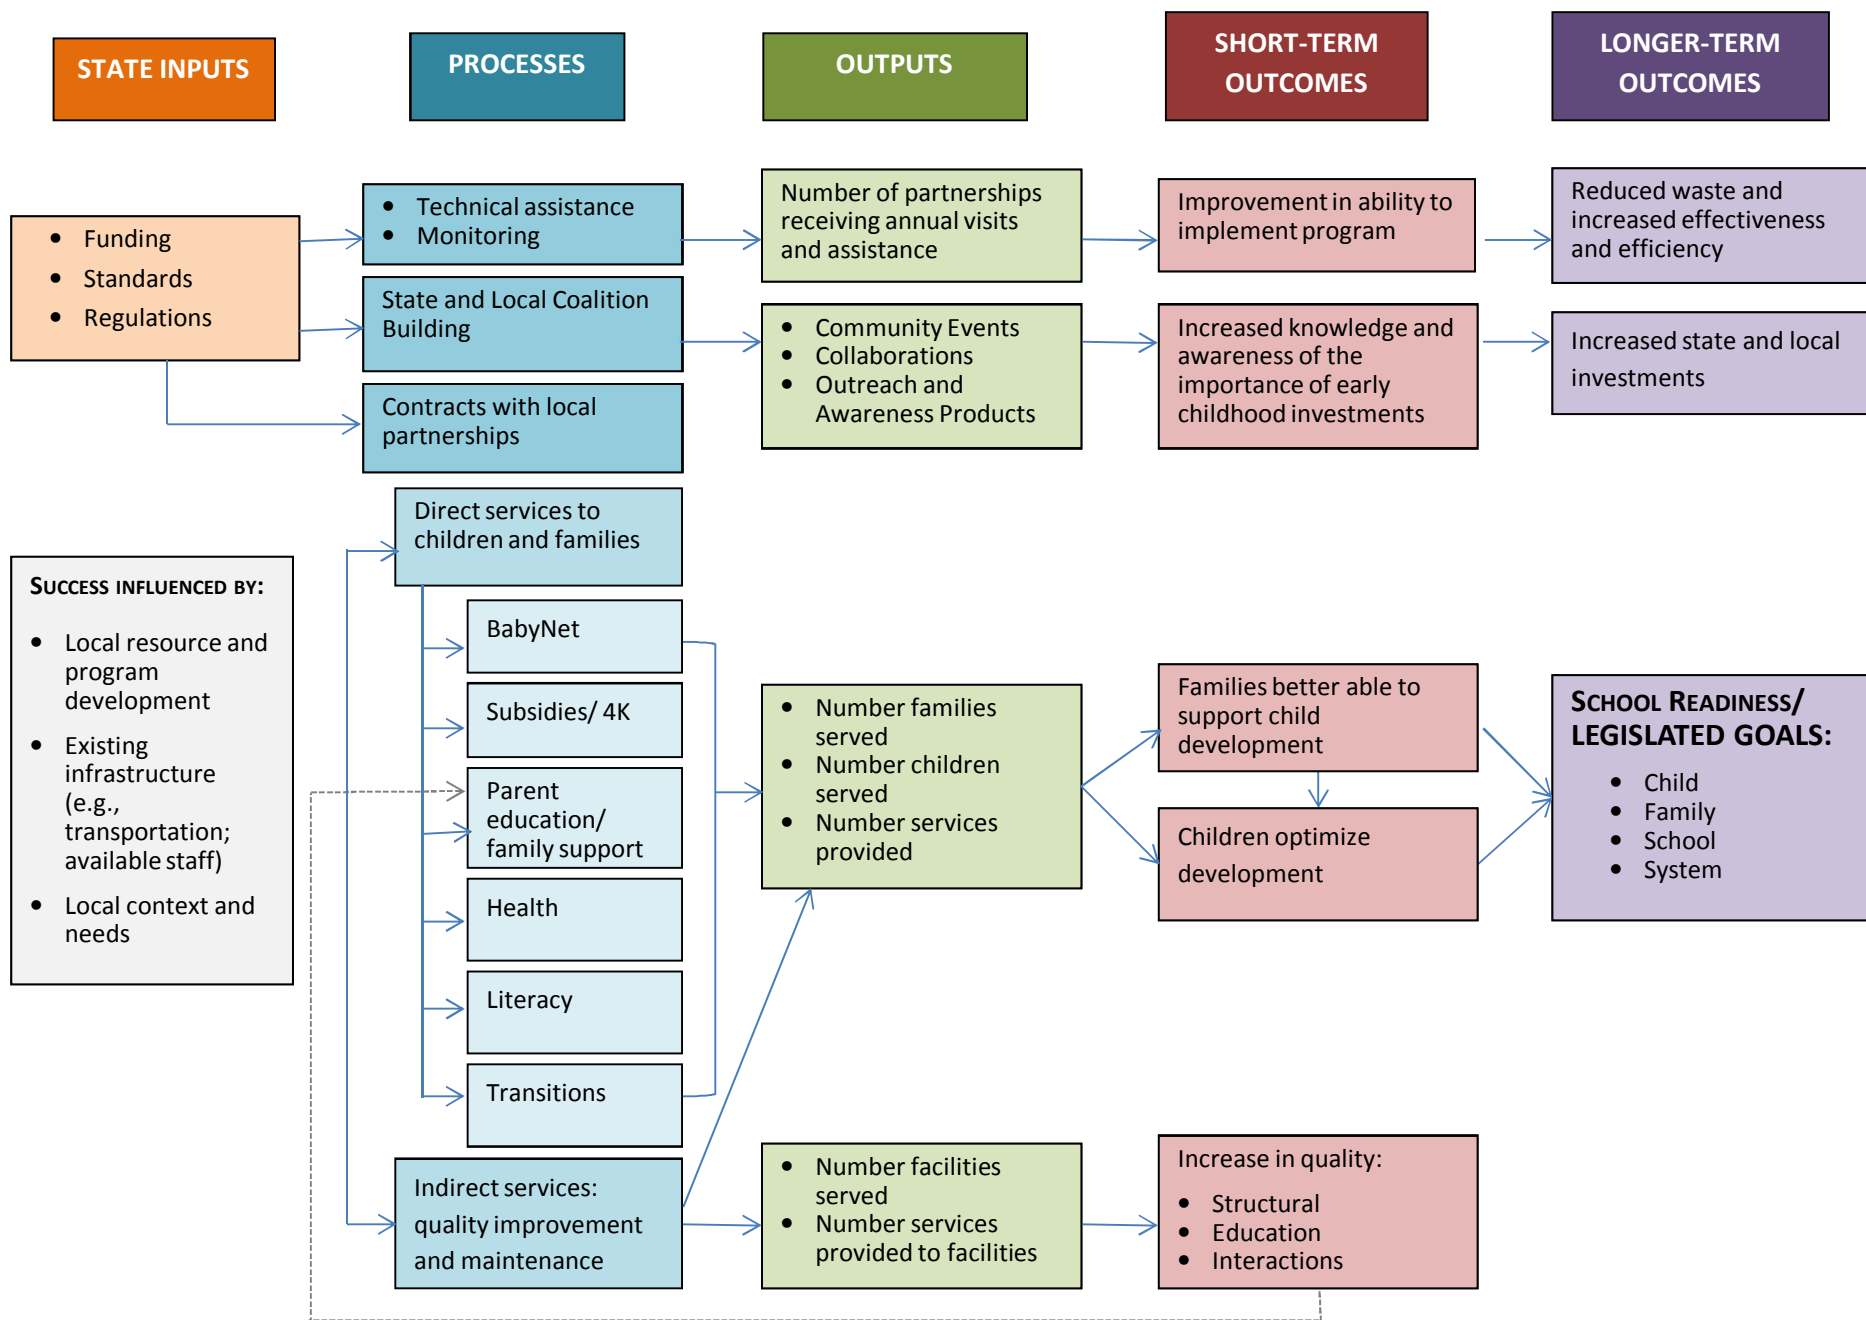 STATE INPUTS
PROCESSES
OUTPUTS
SHORT-TERM
OUTCOMES
LONGER-TERM
OUTCOMES
• Funding
• Standards
• Regulations
• Technical assistance
• Monitoring
Number of partnerships
receiving annual visits
and assistance
Improvement in ability to
implement program
Reduced waste and
increased effectiveness
and efficiency
State and Local Coalition
Building
• Community Events
• Collaborations
• Outreach and
Awareness Products
Increased knowledge and
awareness of the
importance of early
childhood investments
Increased state and local
investments
Contracts with local
partnerships
SUCCESS INFLUENCED BY:
• Local resource and
program
development
• Existing
infrastructure
(e.g.,
transportation;
available staff)
• Local context and
needs
Direct services to
children and families
BabyNet
Subsidies/ 4K
Parent
education/
family support
Health
Literacy
Transitions
• Number families
served
• Number children
served
• Number services
provided
Families better able to
support child
development
Children optimize
development
SCHOOL READINESS/
LEGISLATED GOALS:
• Child
• Family
• School
• System
Indirect services:
quality improvement
and maintenance
• Number facilities
served
• Number services
provided to facilities
Increase in quality:
• Structural
• Education
• Interactions